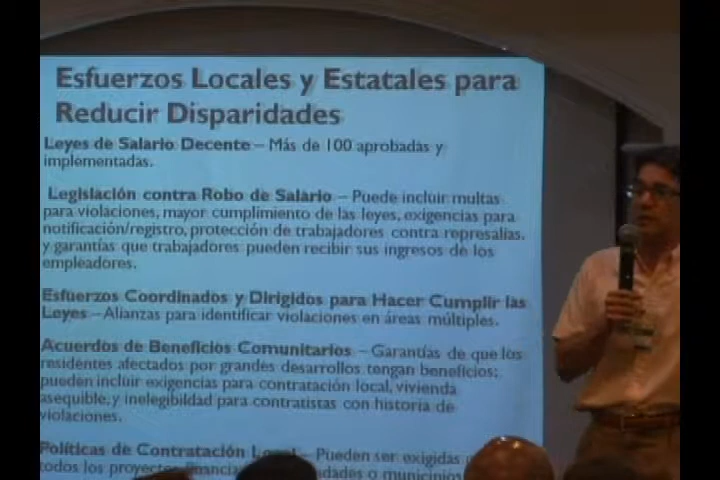 Esfuerzos Locales y Estatales para
Reducir Disparidades
Leyes de Salario Decente – Más de 100 aprobadas y
implementadas.
Legislación contra Robo de Salario – Puede incluir multas
para violaciones, mayor cumplimiento de las leyes, exigencias para
notificación/registro, protección de trabajadores contra represalias,
y garantías que trabajadores pueden recibir sus ingresos de los
empleadores.
Esfuerzos Coordinados y Dirigidos para Hacer Cumplir las
Leyes – Alianzas para identificar violaciones en áreas múltiples.
Acuerdos de Beneficios Comunitarios – Garantías de que los
residentes afectados por grandes desarrollos tengan beneficios;
pueden incluir exigencias para contratación local, vivienda
asequible, y inelegibildad para contratistas con historia de
violaciones.
Políticas de Contratación – Pueden ser exigidas
todos los o municipios